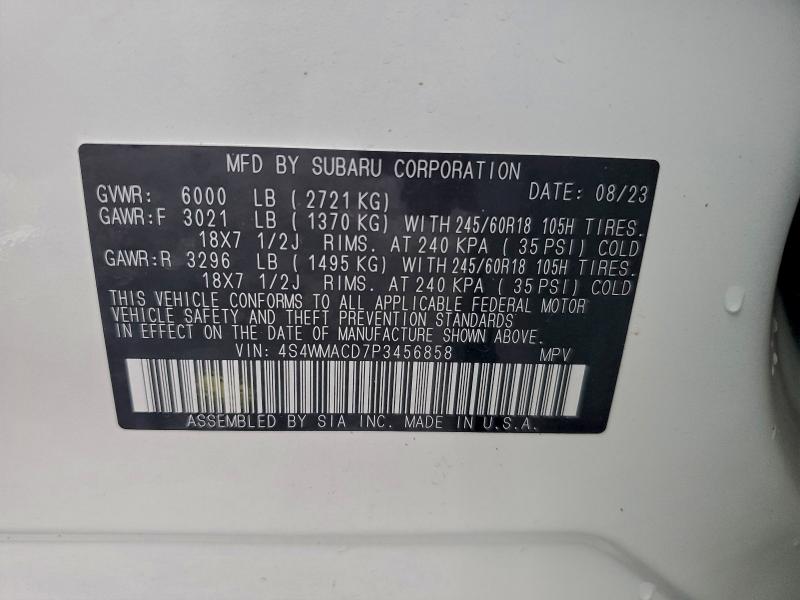 MFD BY SUBARU CORPORATION
GVWR: 6000 LB ( 2721 KG) DATE: 08/23
GAWR:F 3021 LB ( 1370 KG) WITH 245/60R18 105H TIRES.
18X7 1/2J RIMS. AT 240 KPA ( 35 PSI) COLD
GAWR:R 3296 LB ( 1495 KG) WITH 245/60R18 105H TIRES.
18X7 1/2J RIMS. AT 240 KPA ( 35 PSI) COLD
THIS VEHICLE CONFORMS TO ALL APPLICABLE FEDERAL MOTOR
VEHICLE SAFETY AND THEFT PREVENTION STANDARDS
IN EFFECT ON THE DATE OF MANUFACTURE SHOWN ABOVE.
VIN: 4S4WMACD7P3456858 MPV
ASSEMBLED BY SIA INC. MADE IN U.S.A.